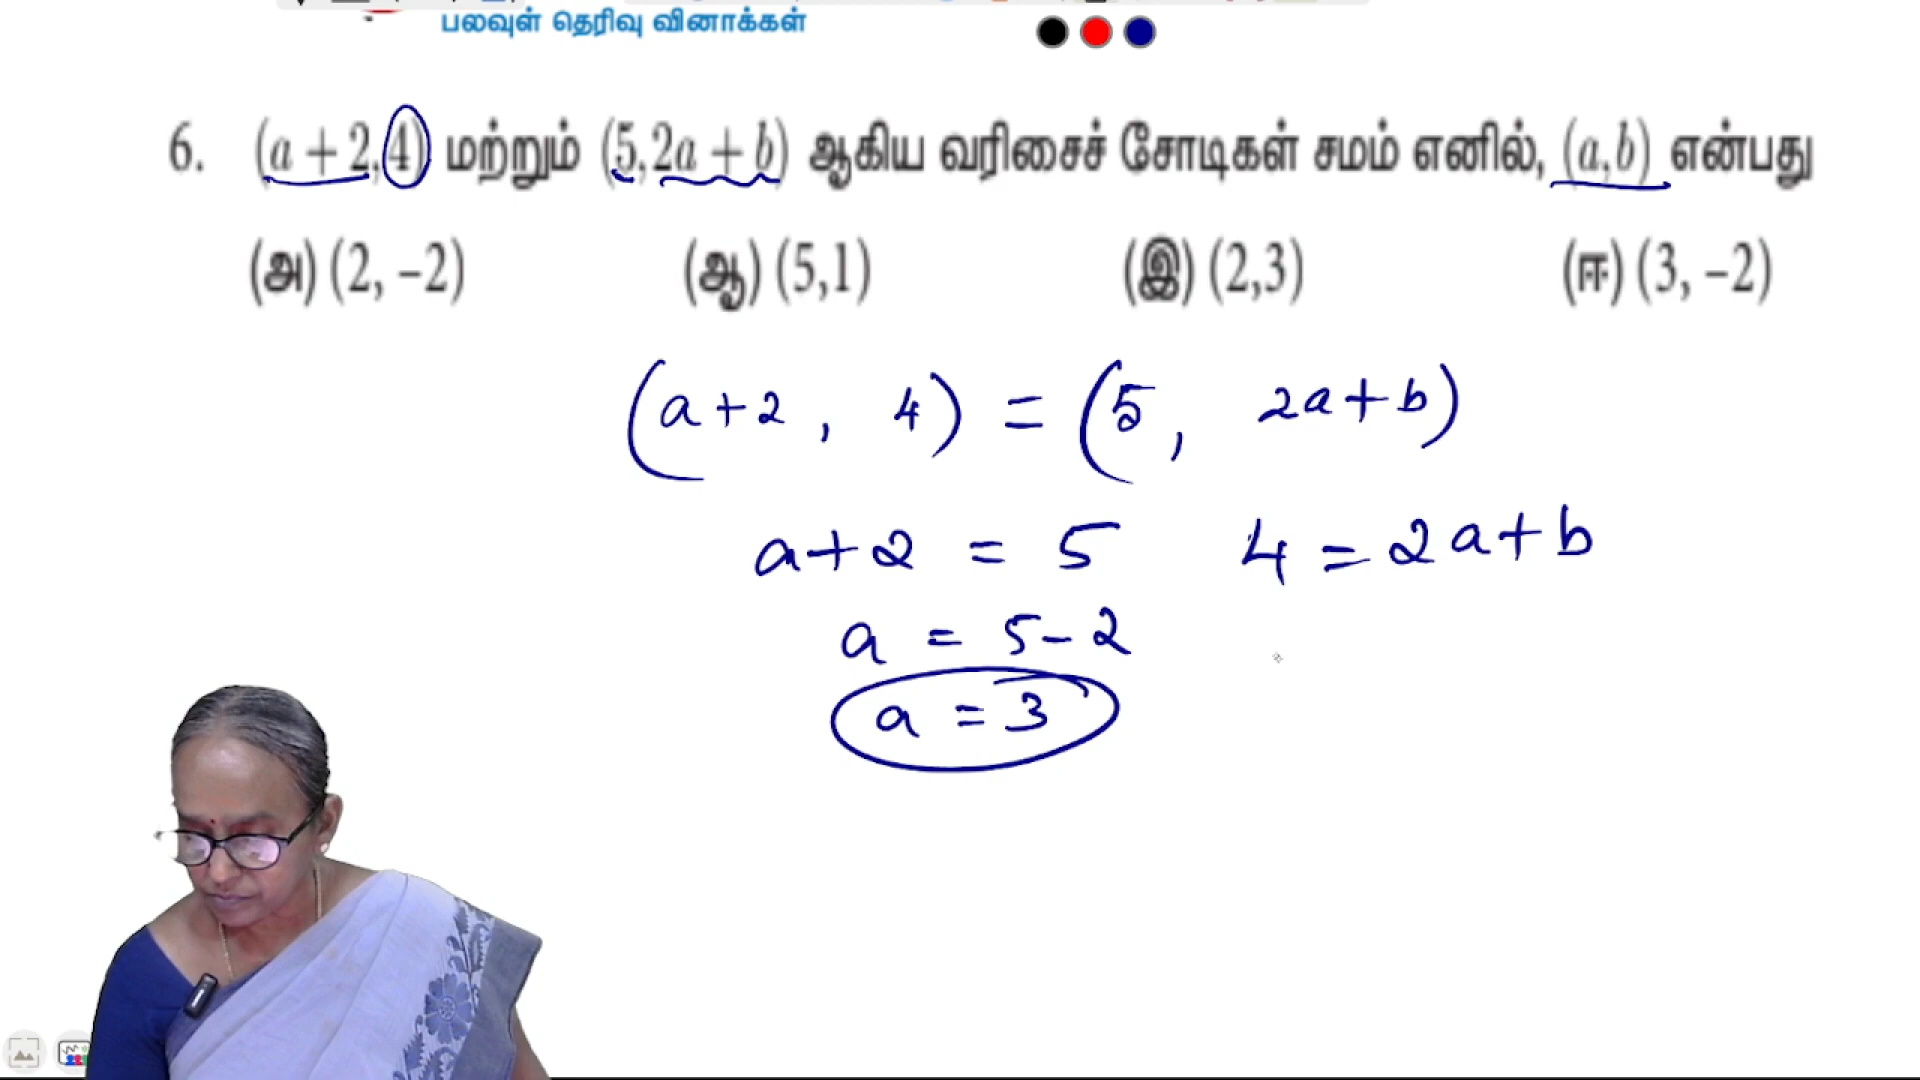 பலவுள் தெரிவு வினாக்கள்
6. (a + 2, 4) மற்றும் (5, 2a + b) ஆகிய வரிசைச் சோடிகள் சமம் எனில், (a,b) என்பது
(அ) (2, –2) (ஆ) (5,1) (இ) (2,3) (ஈ) (3, –2)
(a+2, 4) = (5, 2a+b)
a+2 = 5 4 = 2a+b
a = 5-2
a = 3